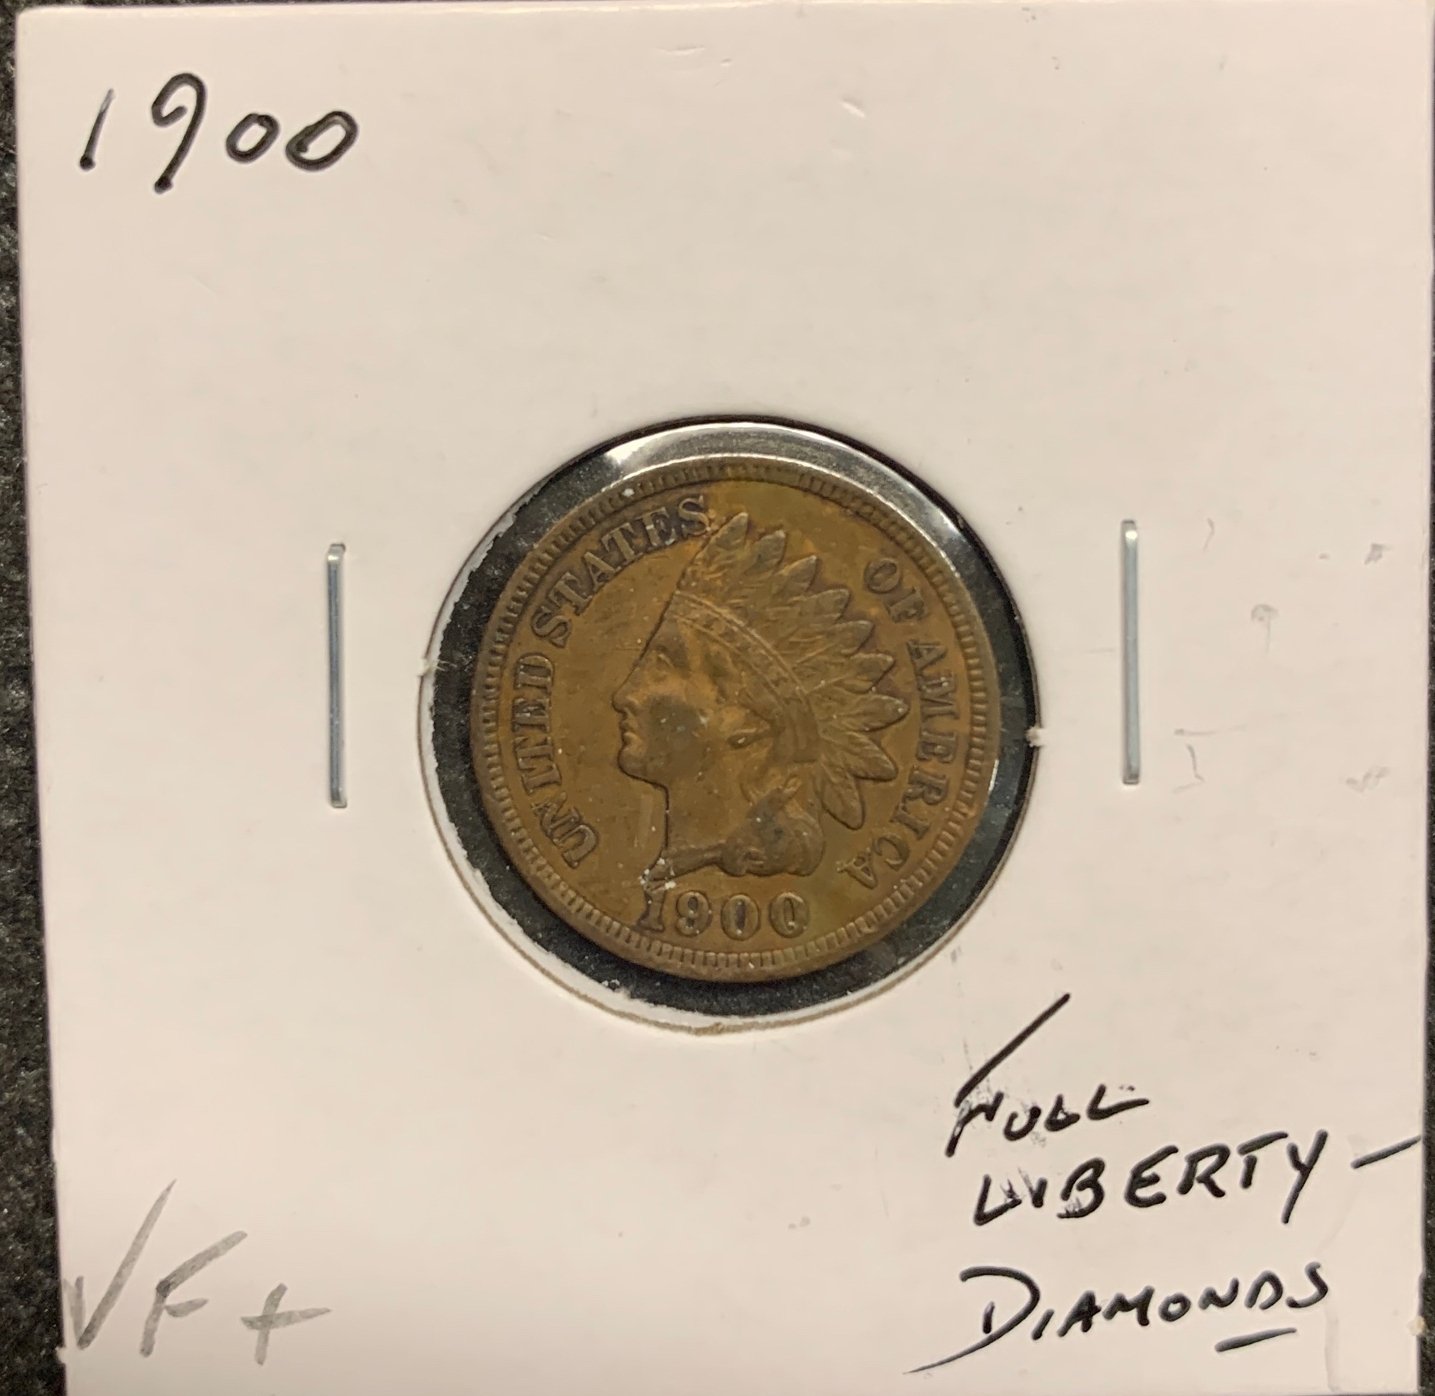 1900
UNITED STATES OF AMERICA
1900
FULL
LIBERTY -
DIAMONDS
VF+